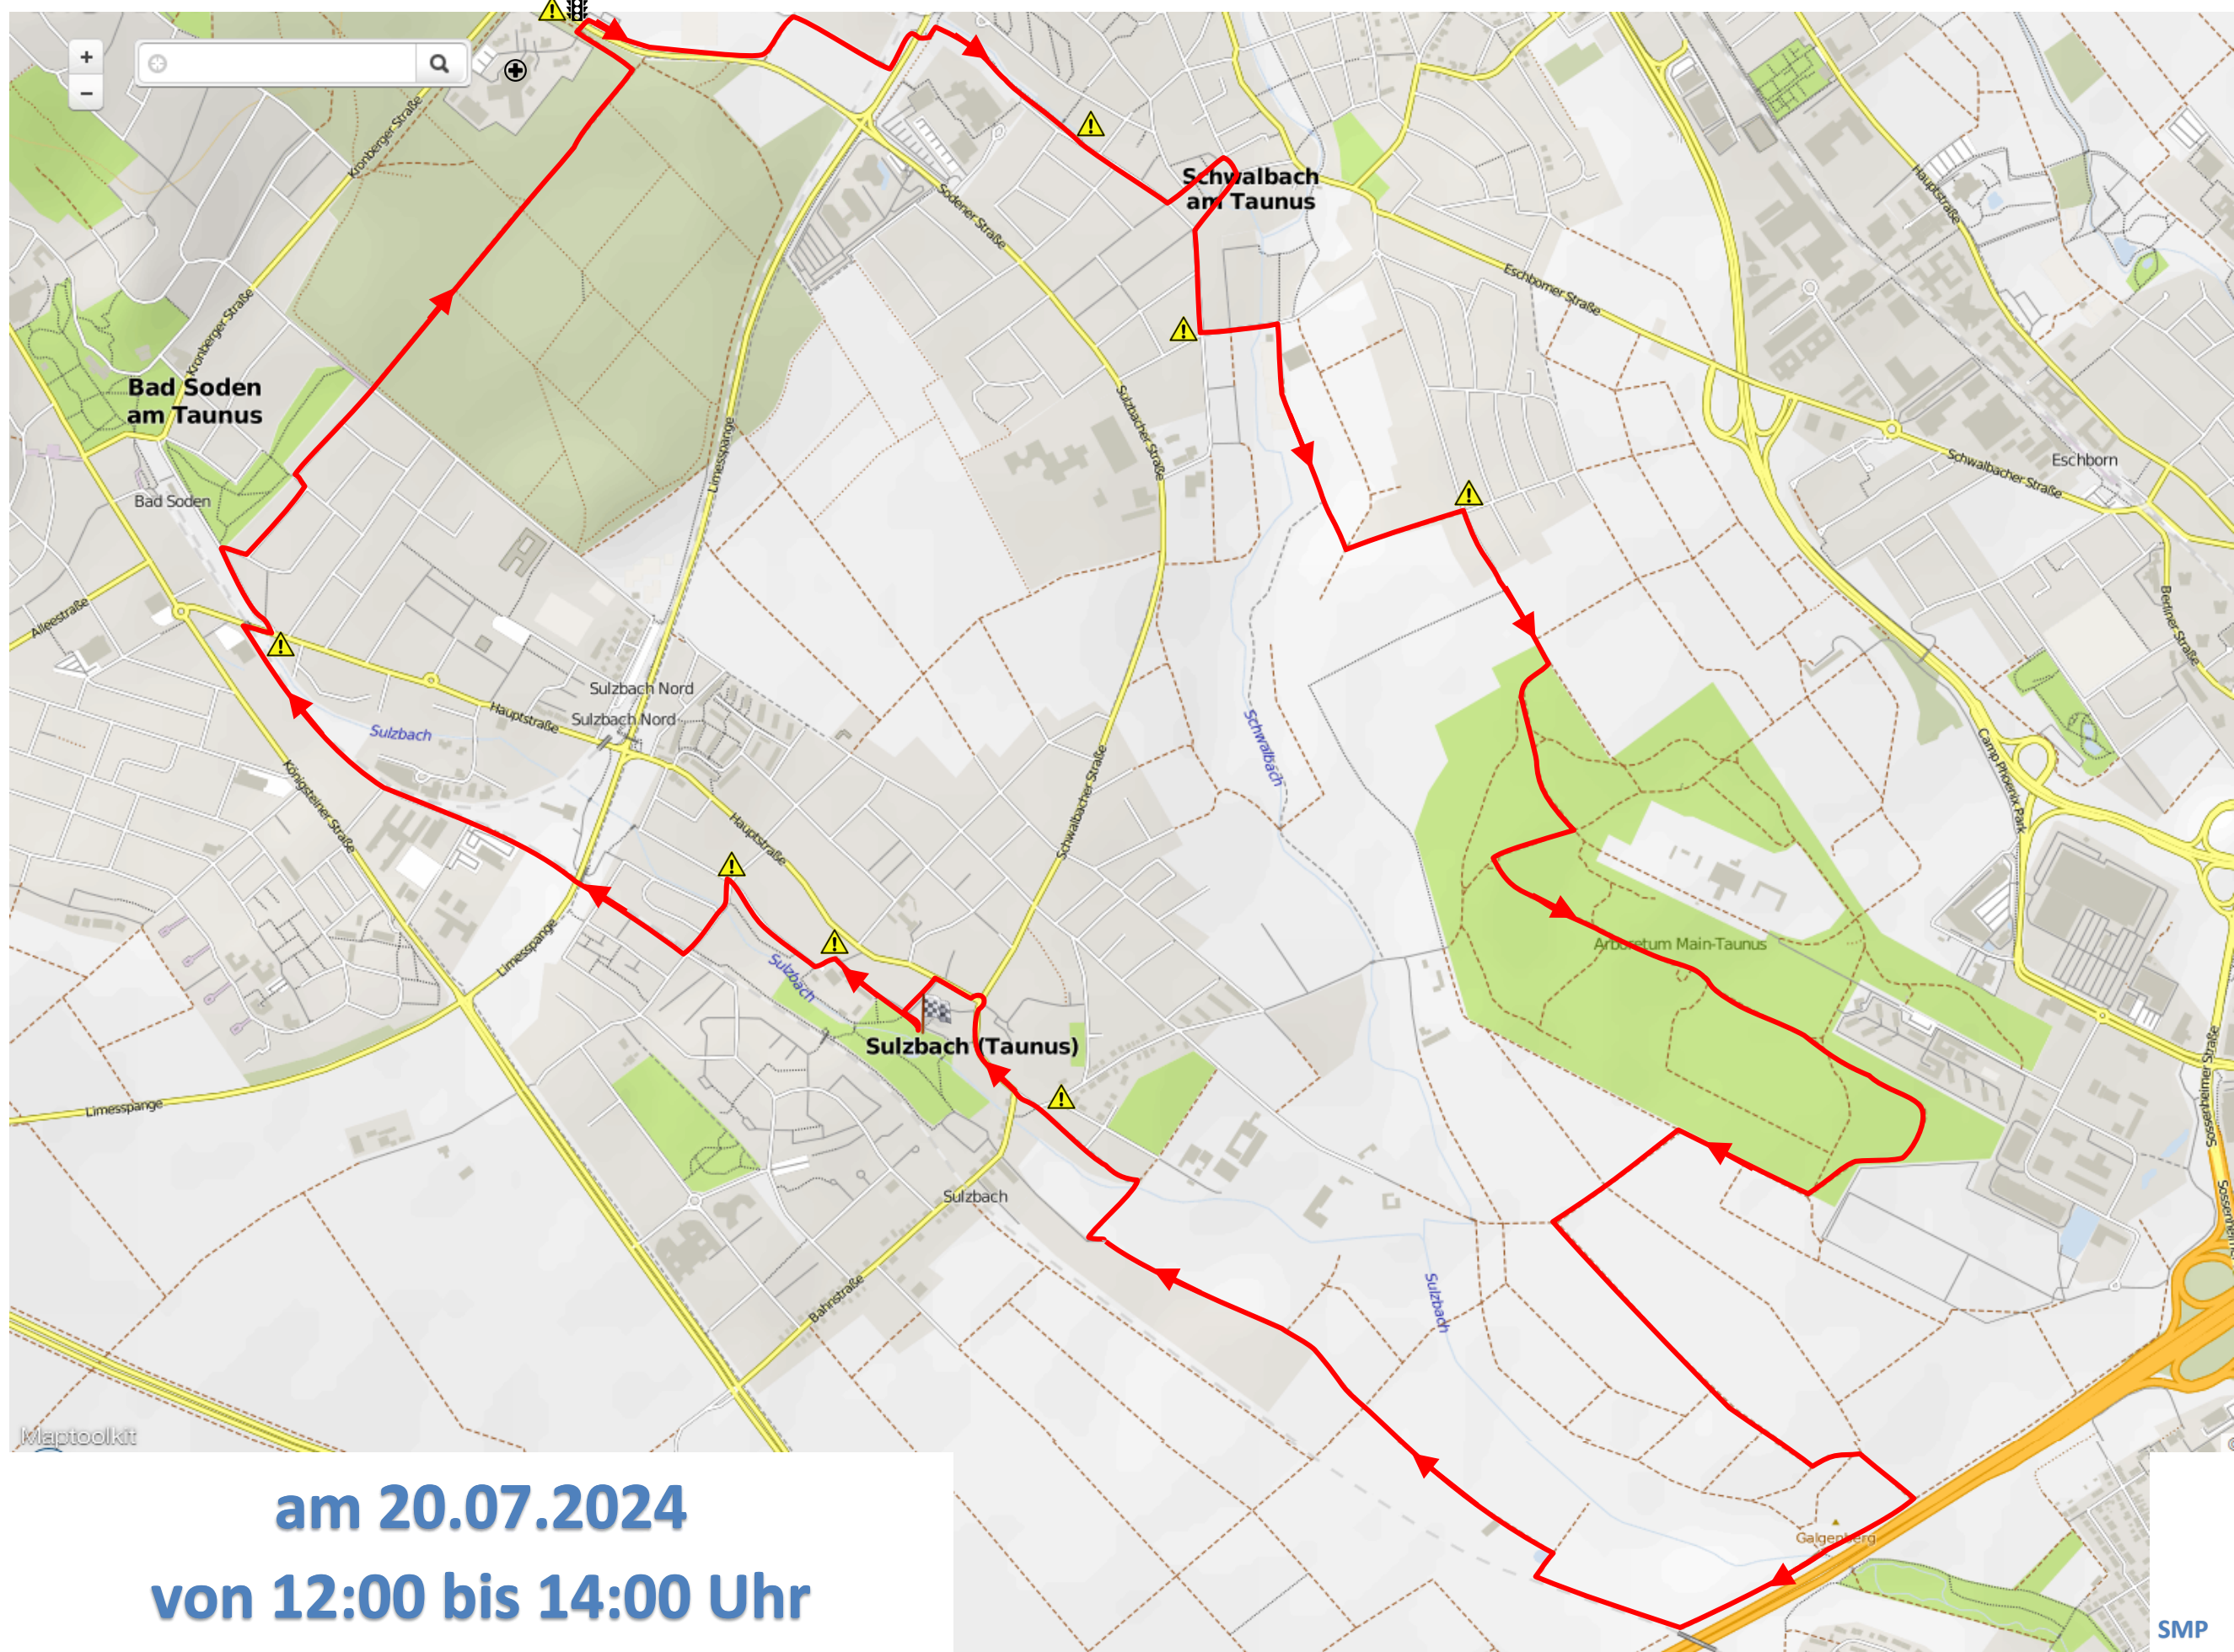 +
−
Kronberger Straße
Sodener Straße
Schwalbach
am Taunus
Hauptstraße
Eschborner Straße
Kronberger Straße
Bad Soden
am Taunus
Limesspange
Sulzbacher Straße
Schwalbacher Straße
Eschborn
Bad Soden
Alleestraße
Berliner Straße
Sulzbach Nord
Sulzbach Nord
Hauptstraße
Sulzbach
Schwalbach
Königsteiner Straße
Camp Phoenix Park
Hauptstraße
Schwalbacher Straße
Limesspange
Sulzbach
Arboretum Main-Taunus
Sulzbach (Taunus)
Limesspange
Sossenheimer Straße
Sulzbach
Bahnstraße
Sulzbach
Maptoolkit
Galgenberg
am 20.07.2024
von 12:00 bis 14:00 Uhr
SMP